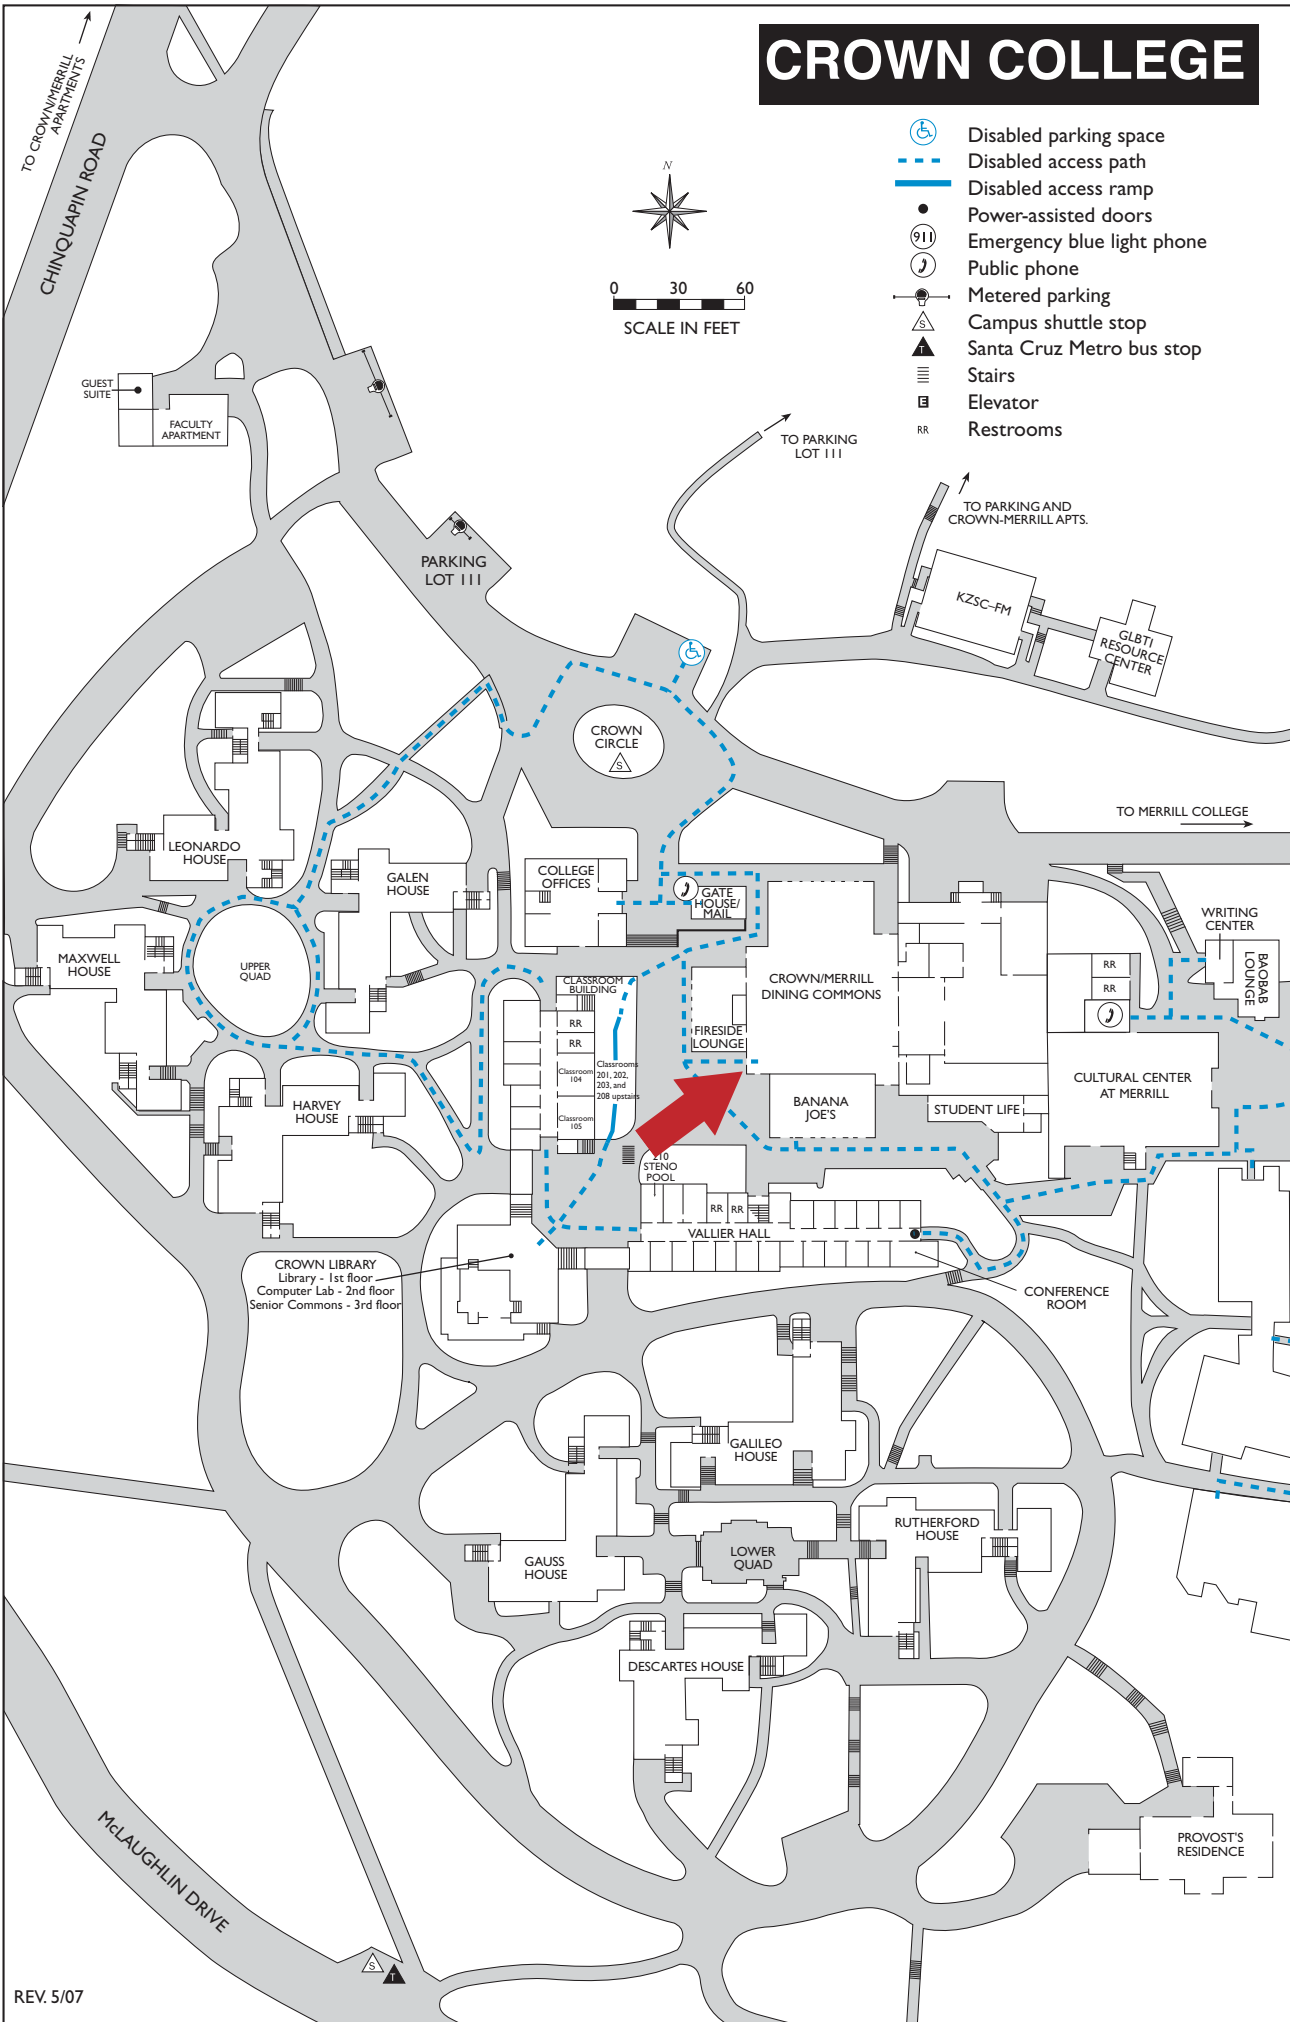 CROWN COLLEGE
Disabled parking space
Disabled access path
Disabled access ramp
Power-assisted doors
911
Emergency blue light phone
Public phone
Metered parking
S
Campus shuttle stop
T
Santa Cruz Metro bus stop
Stairs
E
Elevator
RR
Restrooms
N
0 30 60
SCALE IN FEET
TO CROWN/MERRILL
APARTMENTS
CHINQUAPIN ROAD
GUEST
SUITE
FACULTY
APARTMENT
TO PARKING
LOT 111
TO PARKING AND
CROWN-MERRILL APTS.
PARKING
LOT 111
KZSC–FM
GLBTI
RESOURCE
CENTER
CROWN
CIRCLE
S
TO MERRILL COLLEGE
LEONARDO
HOUSE
GALEN
HOUSE
COLLEGE
OFFICES
GATE
HOUSE/
MAIL
WRITING
CENTER
BAOBAB
LOUNGE
MAXWELL
HOUSE
UPPER
QUAD
CLASSROOM
BUILDING
RR
RR
Classroom
104
Classrooms
201, 202,
203, and
208 upstairs
Classroom
105
CROWN/MERRILL
DINING COMMONS
FIRESIDE
LOUNGE
RR
RR
CULTURAL CENTER
AT MERRILL
HARVEY
HOUSE
BANANA
JOE'S
STUDENT LIFE
210
STENO
POOL
RR RR
VALLIER HALL
CROWN LIBRARY
Library - 1st floor
Computer Lab - 2nd floor
Senior Commons - 3rd floor
CONFERENCE
ROOM
GALILEO
HOUSE
RUTHERFORD
HOUSE
LOWER
QUAD
GAUSS
HOUSE
DESCARTES HOUSE
PROVOST'S
RESIDENCE
McLAUGHLIN DRIVE
S
T
REV. 5/07